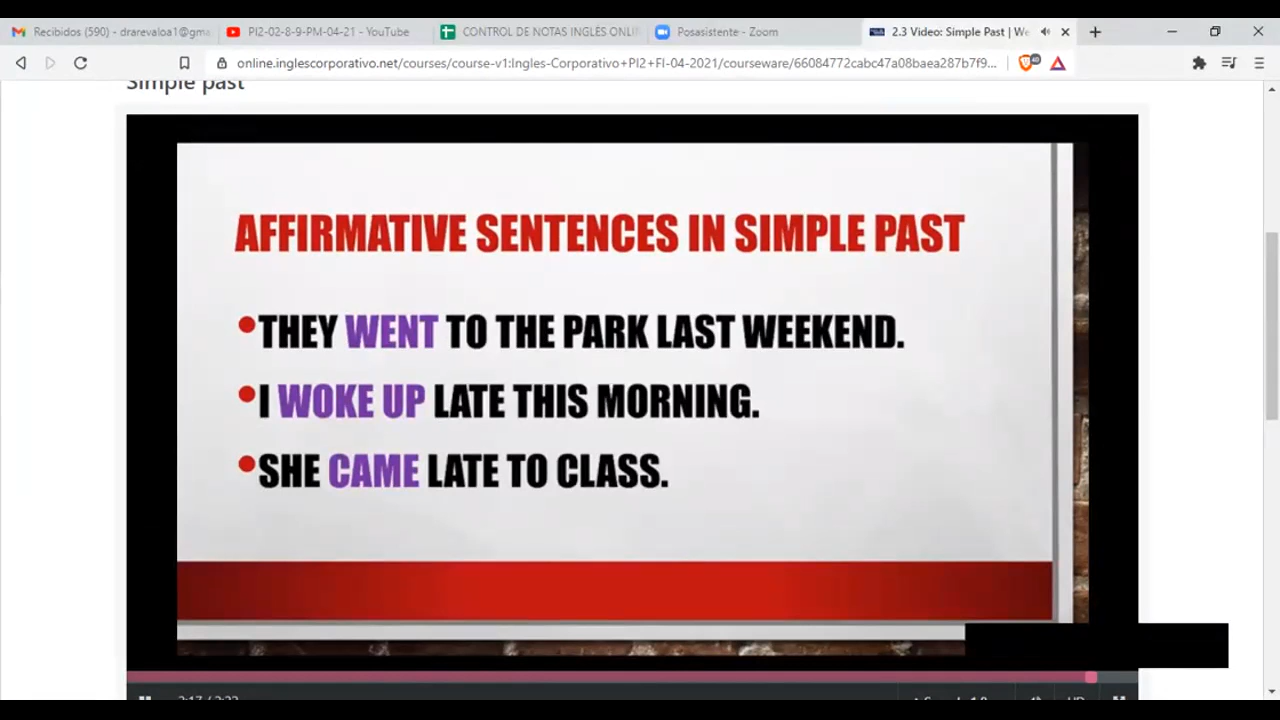 Recibidos (590) - drarevaloa1@gma
PI2-02-8-9-PM-04-21 - YouTube
CONTROL DE NOTAS INGLÉS ONLI
Posasistente - Zoom
2.3 Video: Simple Past | We
online.inglescorporativo.net/courses/course-v1:Ingles-Corporativo+PI2+FI-04-2021/courseware/66084772cabc47a08baea287b7f9...
Simple past
AFFIRMATIVE SENTENCES IN SIMPLE PAST
•THEY WENT TO THE PARK LAST WEEKEND.
•I WOKE UP LATE THIS MORNING.
•SHE CAME LATE TO CLASS.